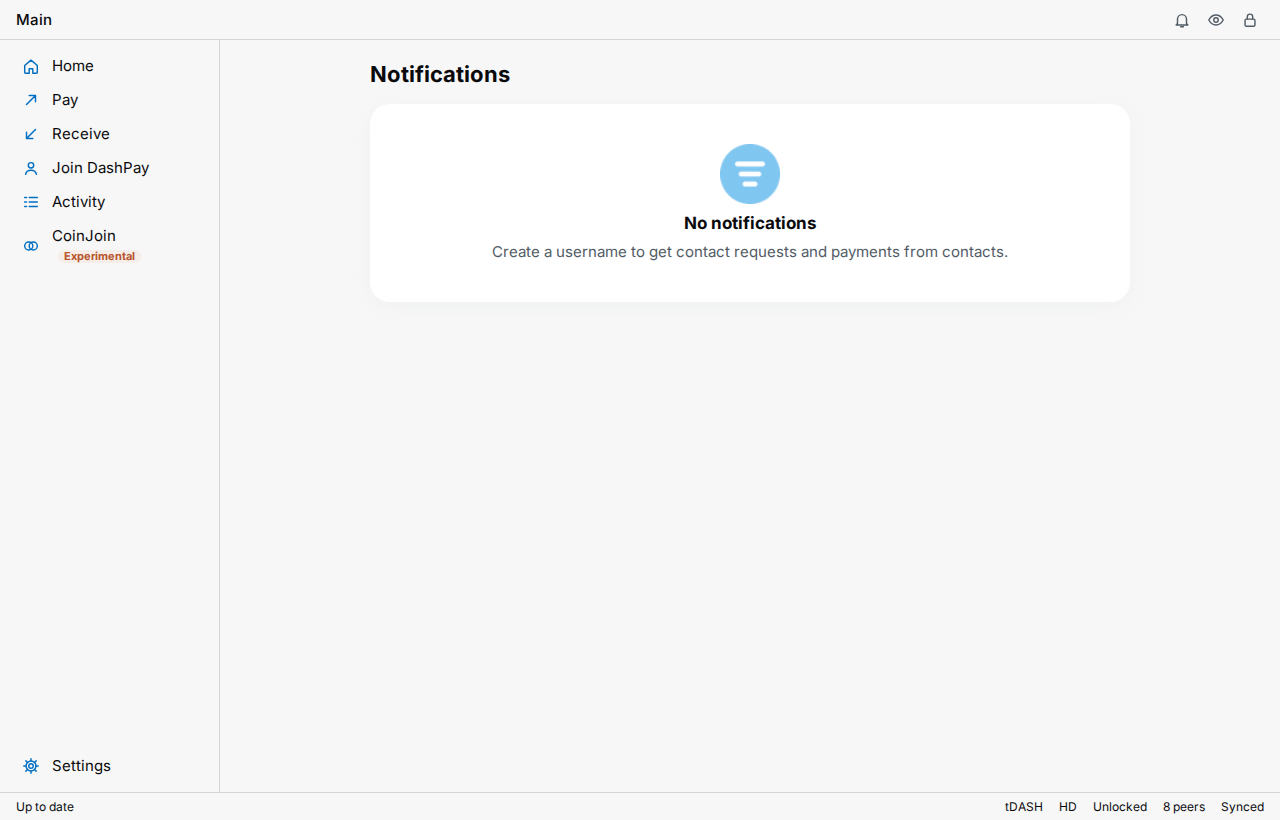 Main
Home
Pay
Receive
Join DashPay
Activity
CoinJoin
Experimental
Settings
Notifications
No notifications
Create a username to get contact requests and payments from contacts.
Up to date
tDASH HD Unlocked 8 peers Synced